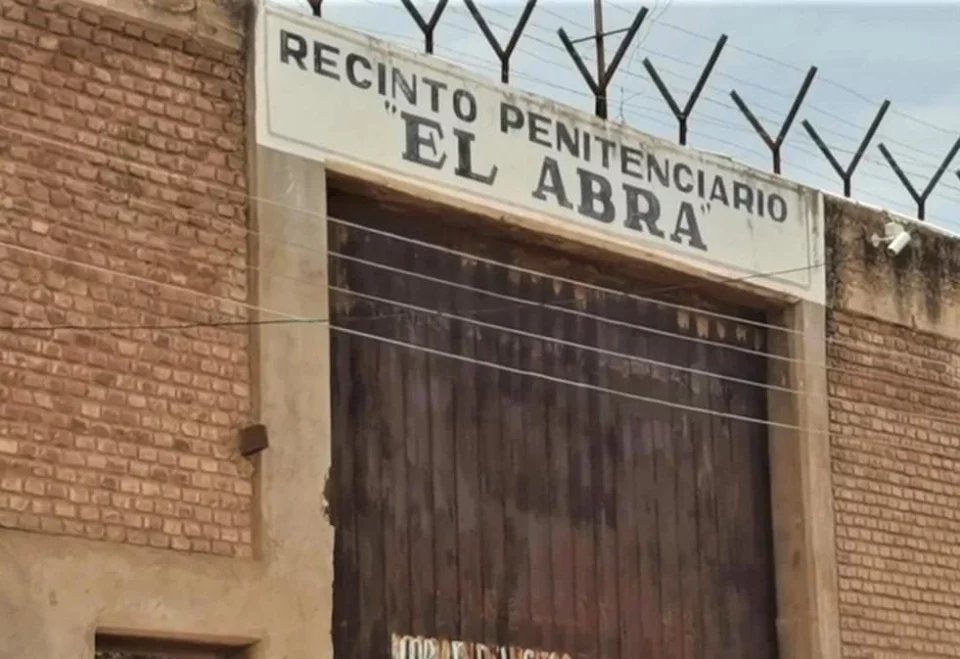 RECINTO PENITENCIARIO
"EL ABRA"